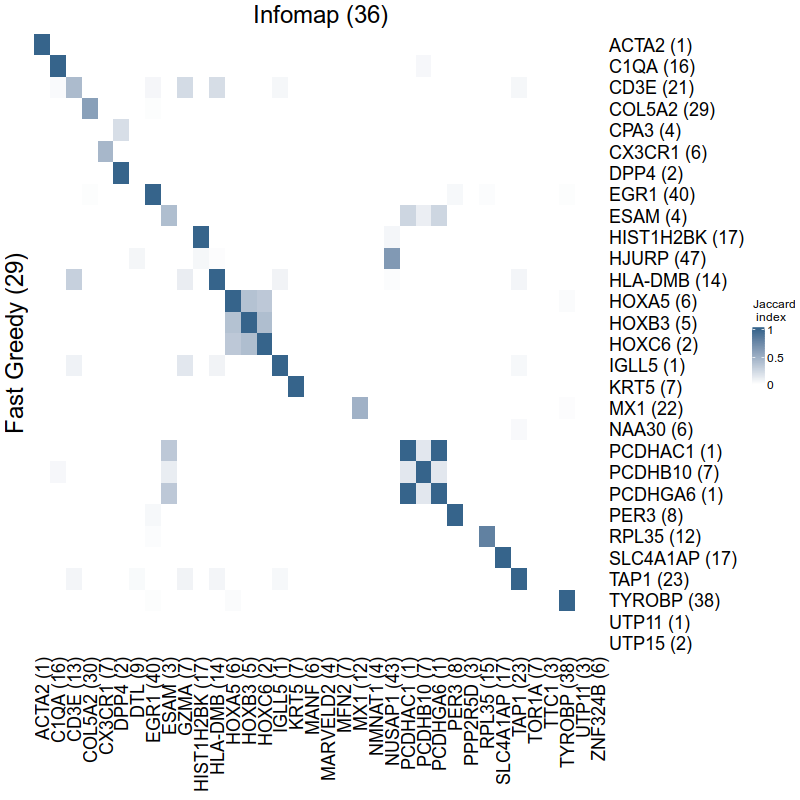 Infomap (36)
Fast Greedy (29)
ACTA2 (1)
C1QA (16)
CD3E (21)
COL5A2 (29)
CPA3 (4)
CX3CR1 (6)
DPP4 (2)
EGR1 (40)
ESAM (4)
HIST1H2BK (17)
HJURP (47)
HLA-DMB (14)
HOXA5 (6)
HOXB3 (5)
HOXC6 (2)
IGLL5 (1)
KRT5 (7)
MX1 (22)
NAA30 (6)
PCDHAC1 (1)
PCDHB10 (7)
PCDHGA6 (1)
PER3 (8)
RPL35 (12)
SLC4A1AP (17)
TAP1 (23)
TYROBP (38)
UTP11 (1)
UTP15 (2)
Jaccard
index
1
0.5
0
ACTA2 (1)
C1QA (16)
CD3E (13)
COL5A2 (30)
CX3CR1 (7)
DPP4 (2)
DTL (9)
EGR1 (40)
ESAM (3)
GZMA (7)
HIST1H2BK (17)
HLA-DMB (14)
HOXA5 (6)
HOXB3 (5)
HOXC6 (2)
IGLL5 (1)
KRT5 (7)
MANF (6)
MARVELD2 (4)
MFN2 (7)
MX1 (12)
NMNAT1 (4)
NUSAP1 (43)
PCDHAC1 (1)
PCDHB10 (7)
PCDHGA6 (1)
PER3 (8)
PPP2R5D (3)
RPL35 (15)
SLC4A1AP (17)
TAP1 (23)
TOR1A (7)
TTC1 (3)
TYROBP (38)
UTP11 (3)
ZNF324B (6)